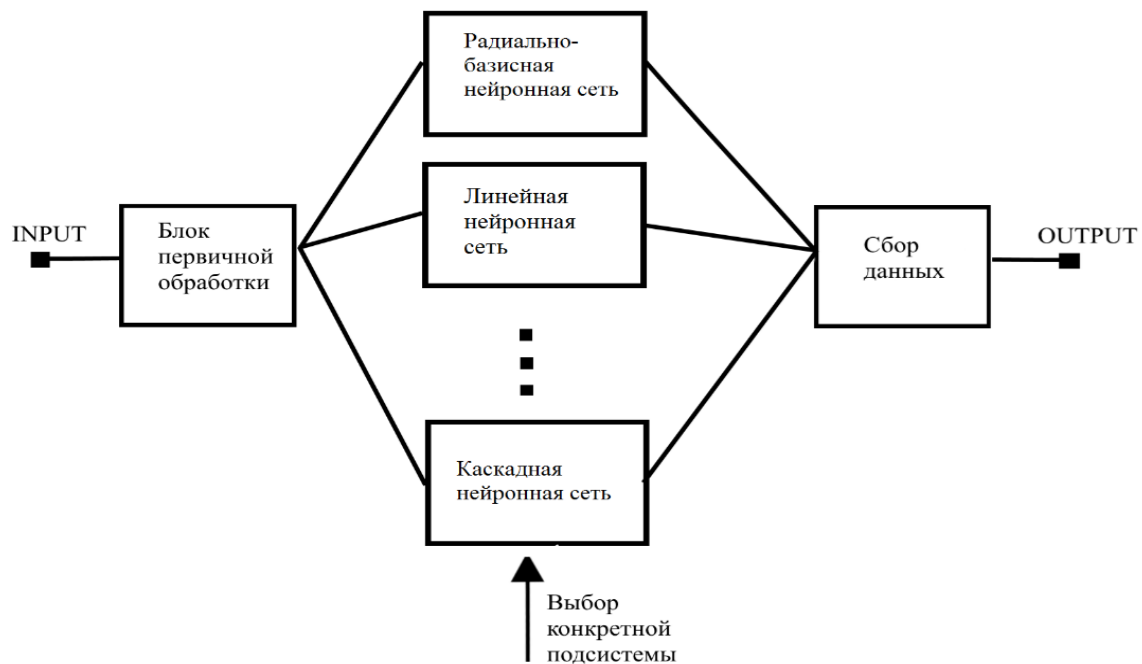 Радиально-
базисная
нейронная сеть
Линейная
нейронная
сеть
INPUT
Блок
первичной
обработки
Сбор
данных
OUTPUT
Каскадная
нейронная сеть
Выбор
конкретной
подсистемы